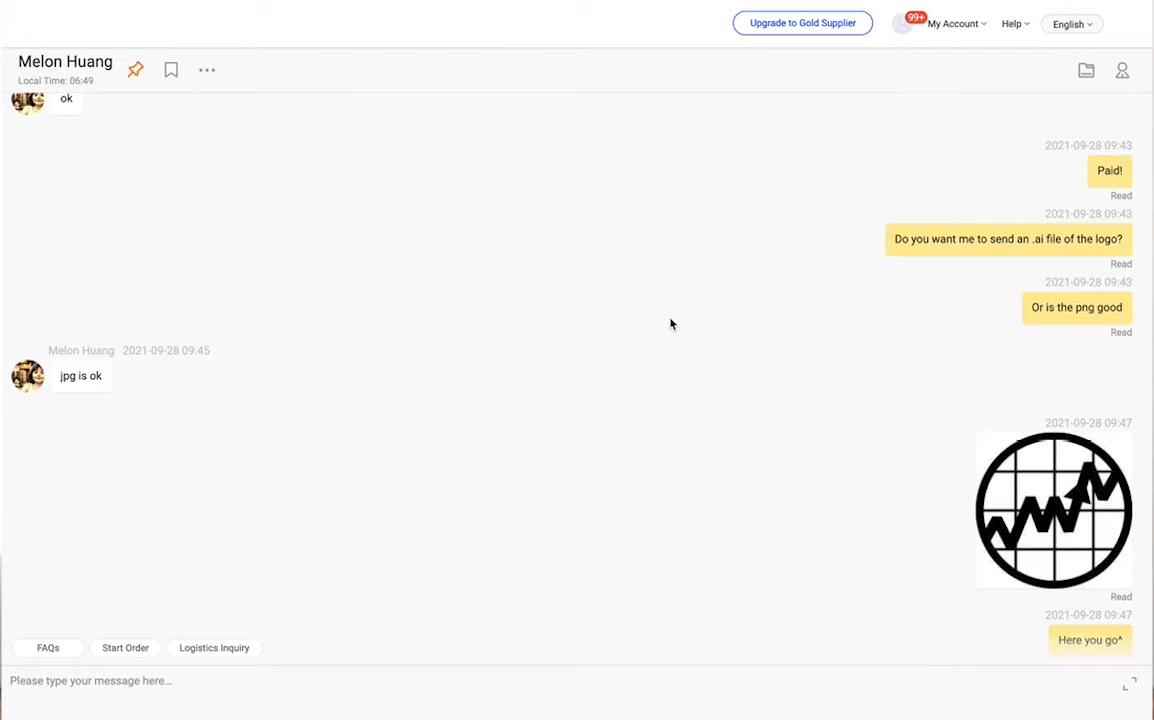 Upgrade to Gold Supplier
99+
My Account
Help
English
Melon Huang
Local Time: 06:49
ok
2021-09-28 09:43
Paid!
Read
2021-09-28 09:43
Do you want me to send an .ai file of the logo?
Read
2021-09-28 09:43
Or is the png good
Read
Melon Huang 2021-09-28 09:45
jpg is ok
2021-09-28 09:47
Read
2021-09-28 09:47
Here you go^
FAQs
Start Order
Logistics Inquiry
Please type your message here...